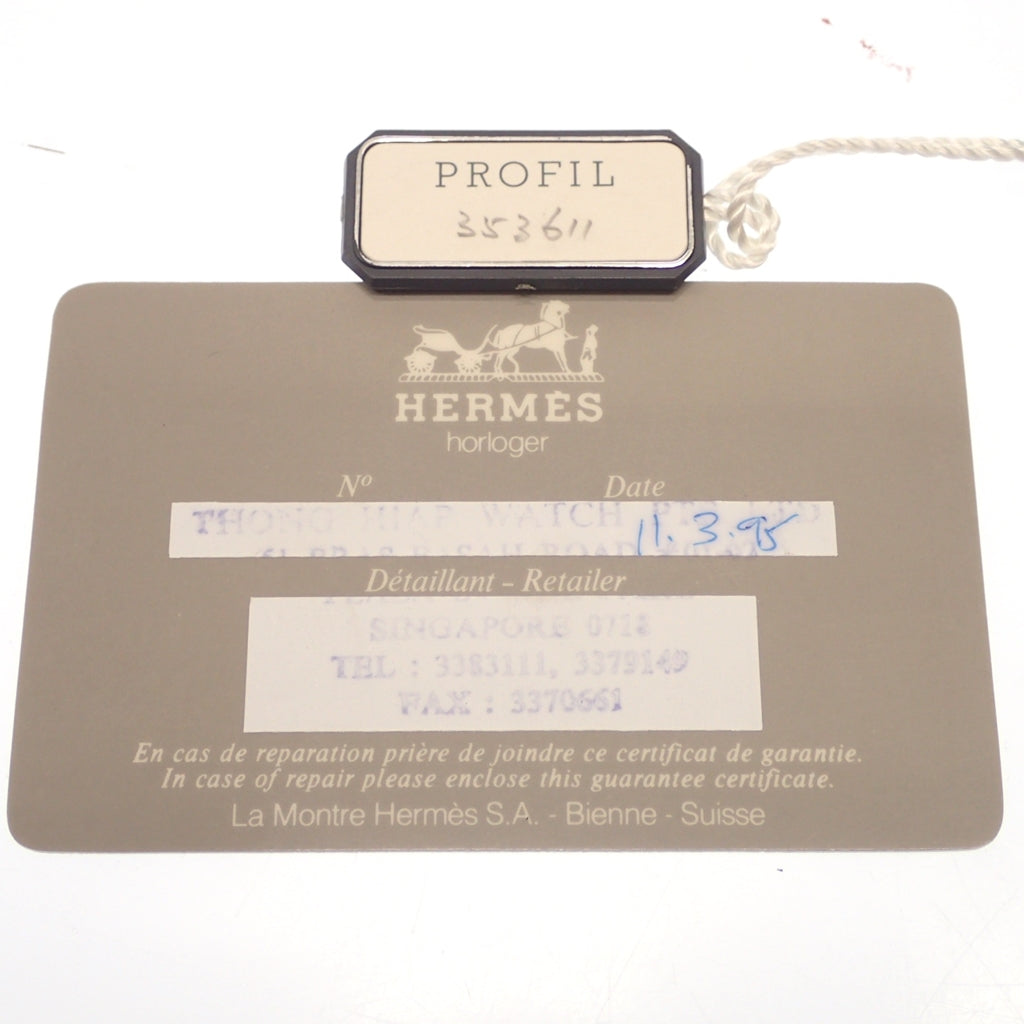 PROFIL
353611
HERMÈS
horloger
Nº Date
THONG HIAP WATCH PTE LTD
11.3.95
ROAD
Détaillant - Retailer
SINGAPORE 0718
TEL : 3383111, 3379149
FAX : 3370661
En cas de reparation prière de joindre ce certificat de garantie.
In case of repair please enclose this guarantee certificate.
La Montre Hermès S.A. - Bienne - Suisse